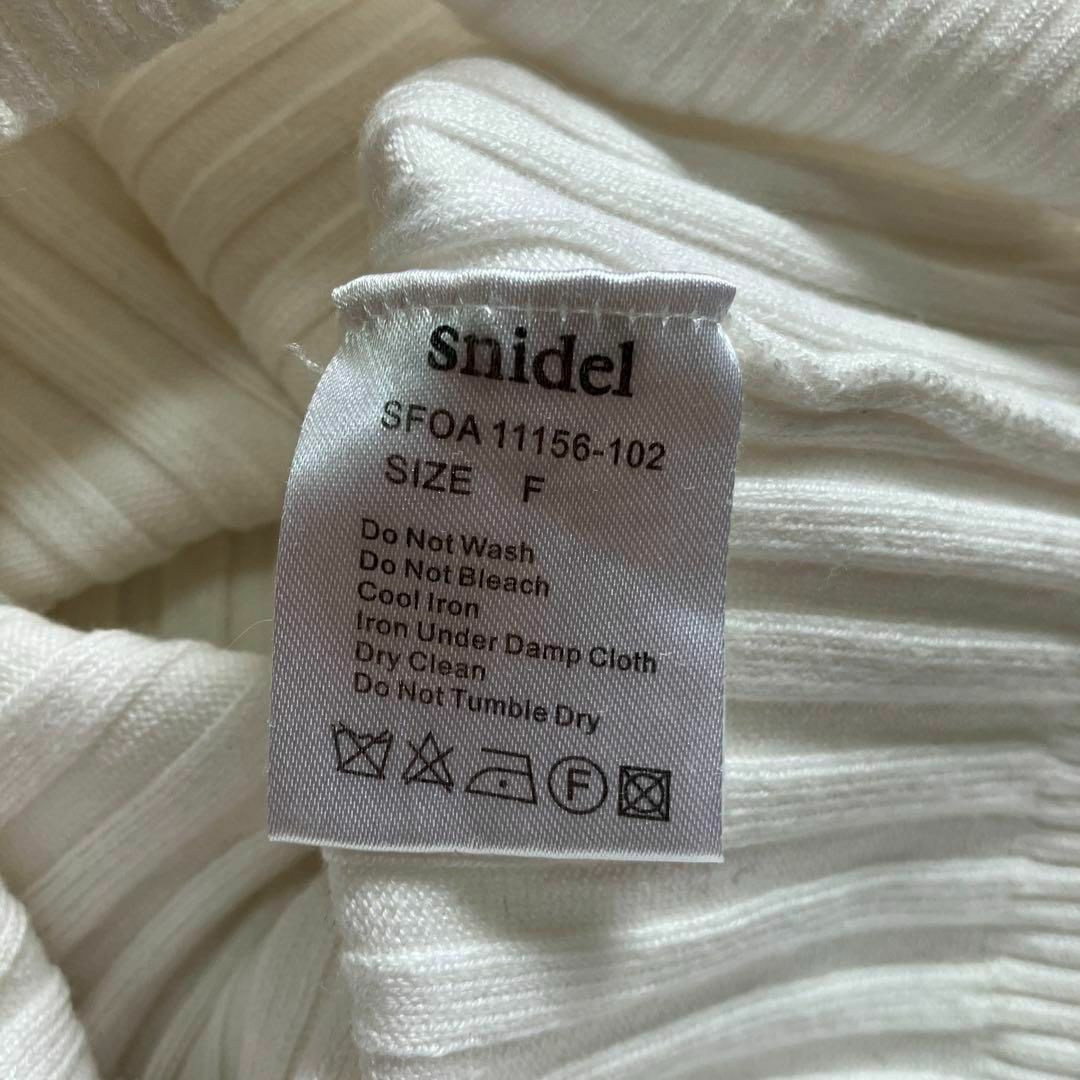 snidel
SFOA 11156-102
SIZE F
Do Not Wash
Do Not Bleach
Cool Iron
Iron Under Damp Cloth
Dry Clean
Do Not Tumble Dry
F